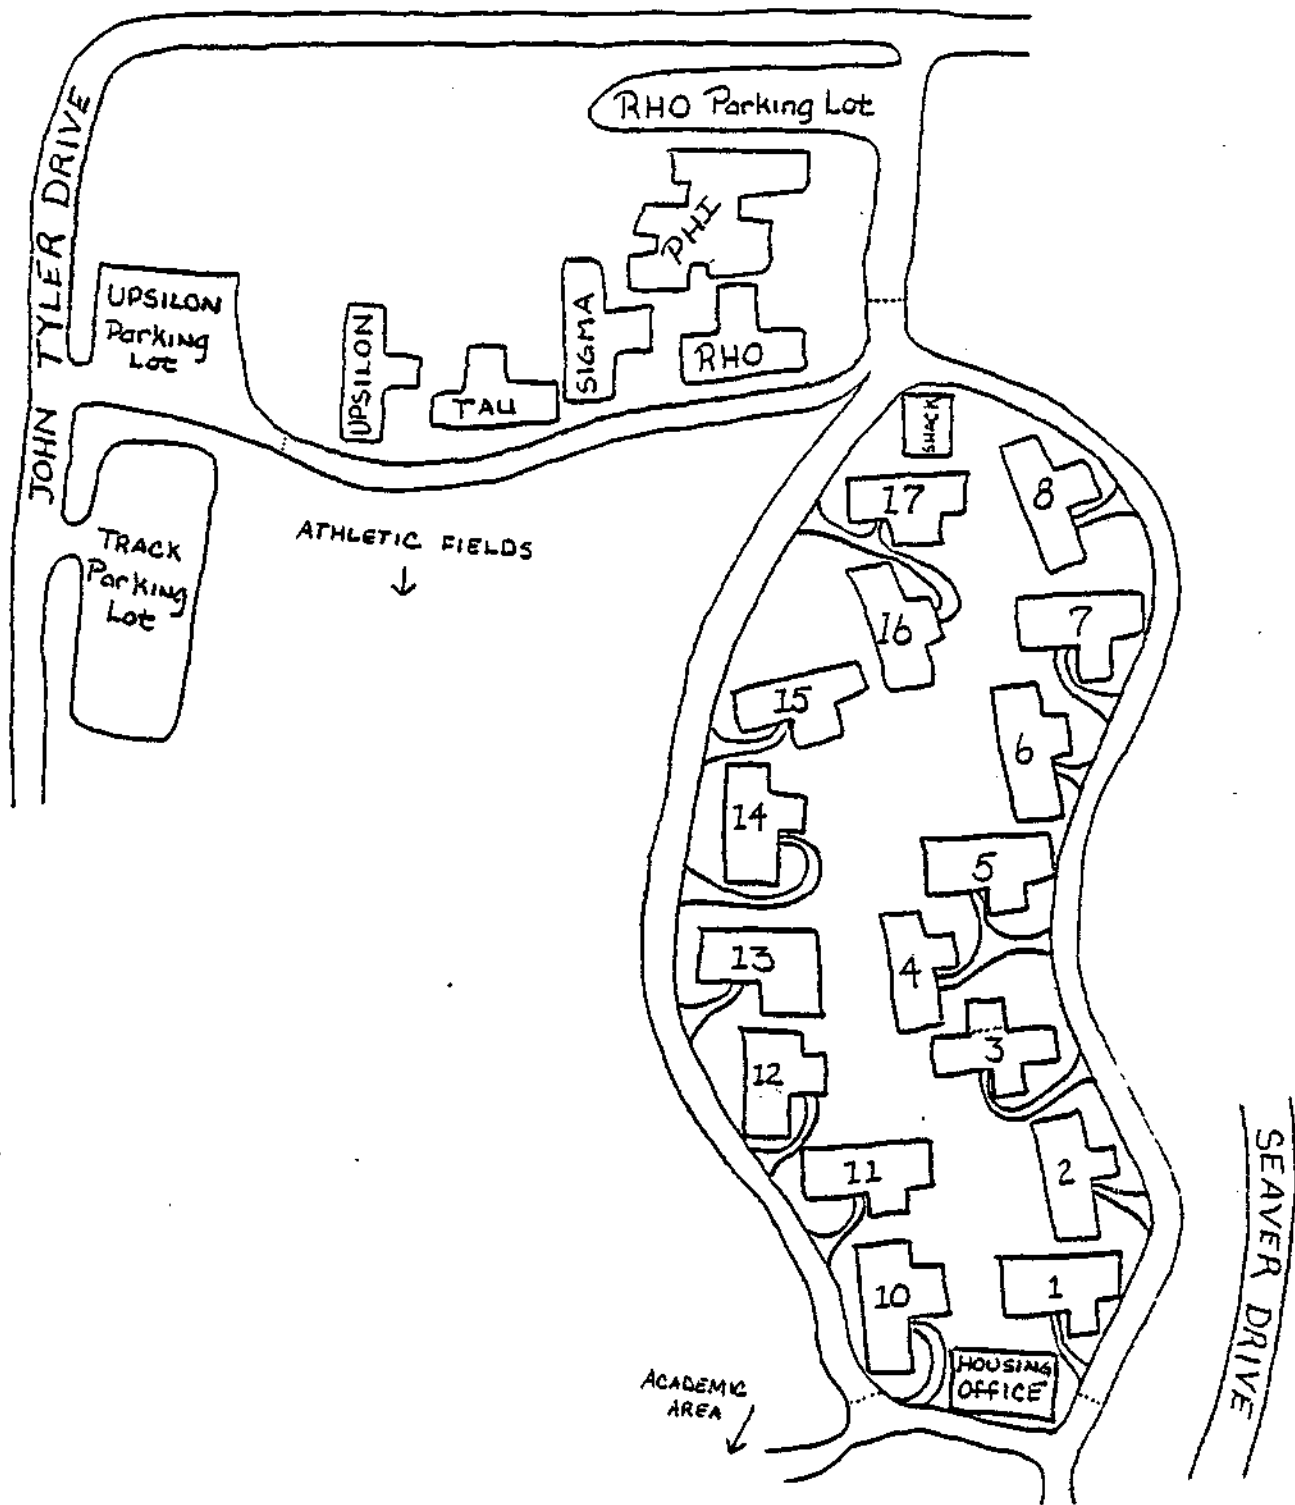 RHO Parking Lot
JOHN TYLER DRIVE
PHI
UPSILON
Parking
Lot
UPSILON
TAU
SIGMA
RHO
SHACK
17
8
ATHLETIC FIELDS
TRACK
Parking
Lot
16
7
15
6
14
5
13
4
12
3
11
2
10
1
SEAVER DRIVE
HOUSING
OFFICE
ACADEMIC
AREA